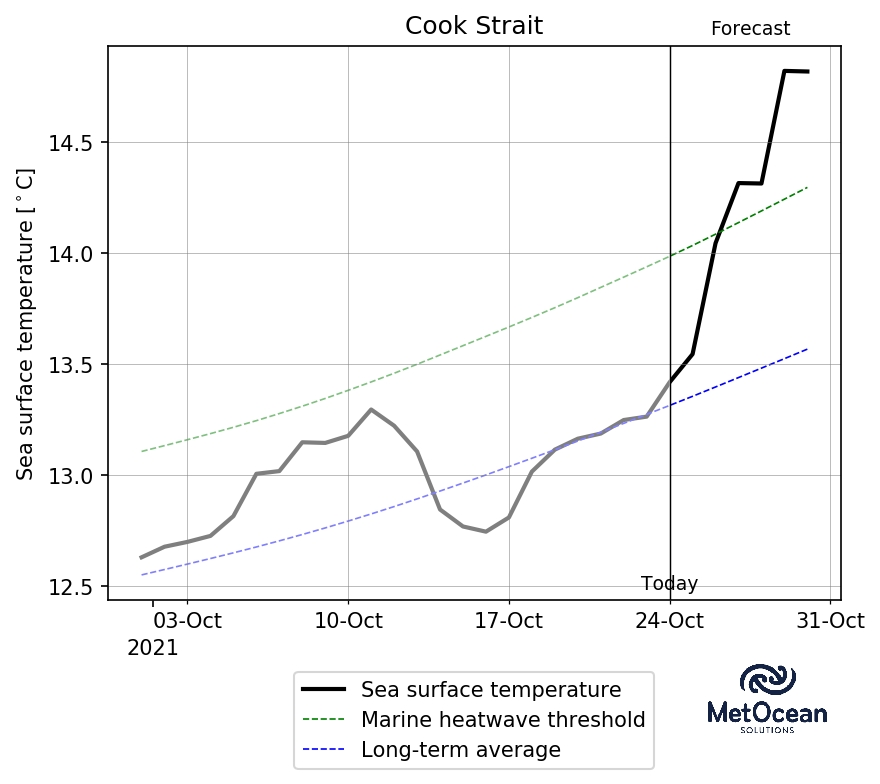 Cook Strait
Forecast
Sea surface temperature [°C]
14.5
14.0
13.5
13.0
12.5
Today
03-Oct
10-Oct
17-Oct
24-Oct
31-Oct
2021
Sea surface temperature
Marine heatwave threshold
Long-term average
MetOcean
SOLUTIONS